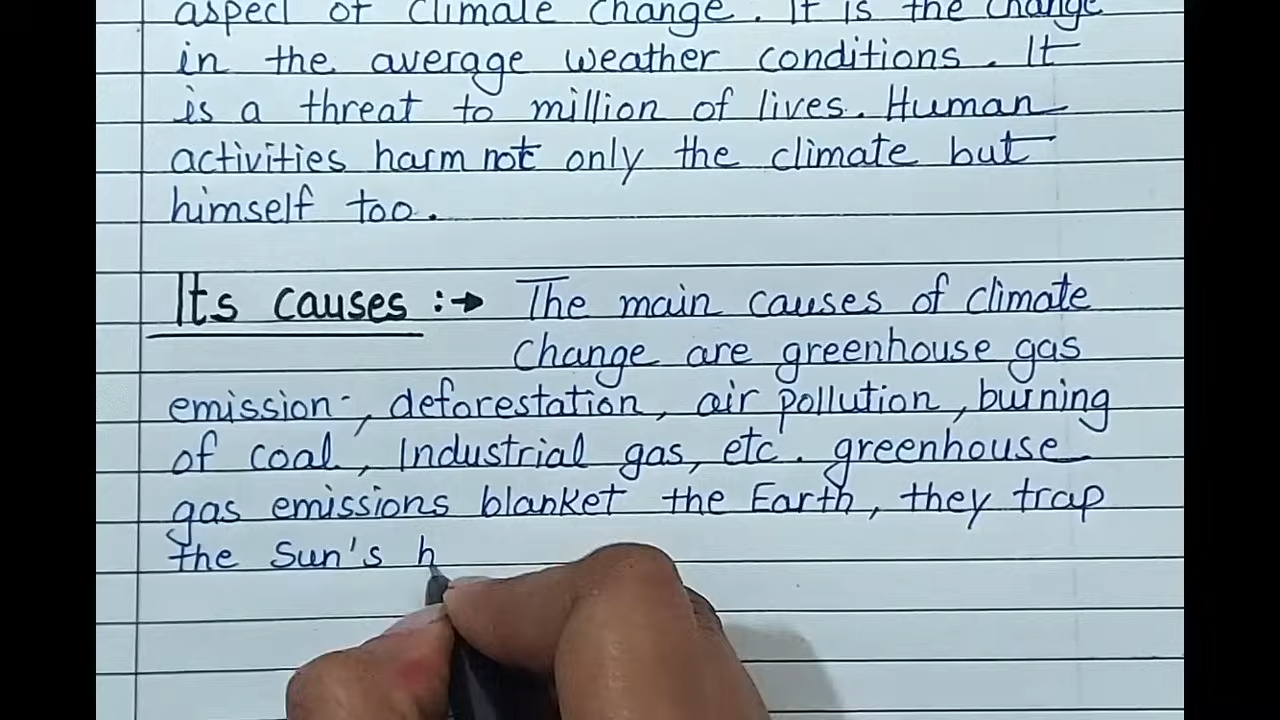 aspect of climate change. It is the change
in the average weather conditions. It
is a threat to million of lives. Human
activities harm not only the climate but
himself too.
Its causes :→ The main causes of climate
change are greenhouse gas
emission, deforestation, air pollution, burning
of coal, Industrial gas, etc. greenhouse
gas emissions blanket the Earth, they trap
the Sun's h